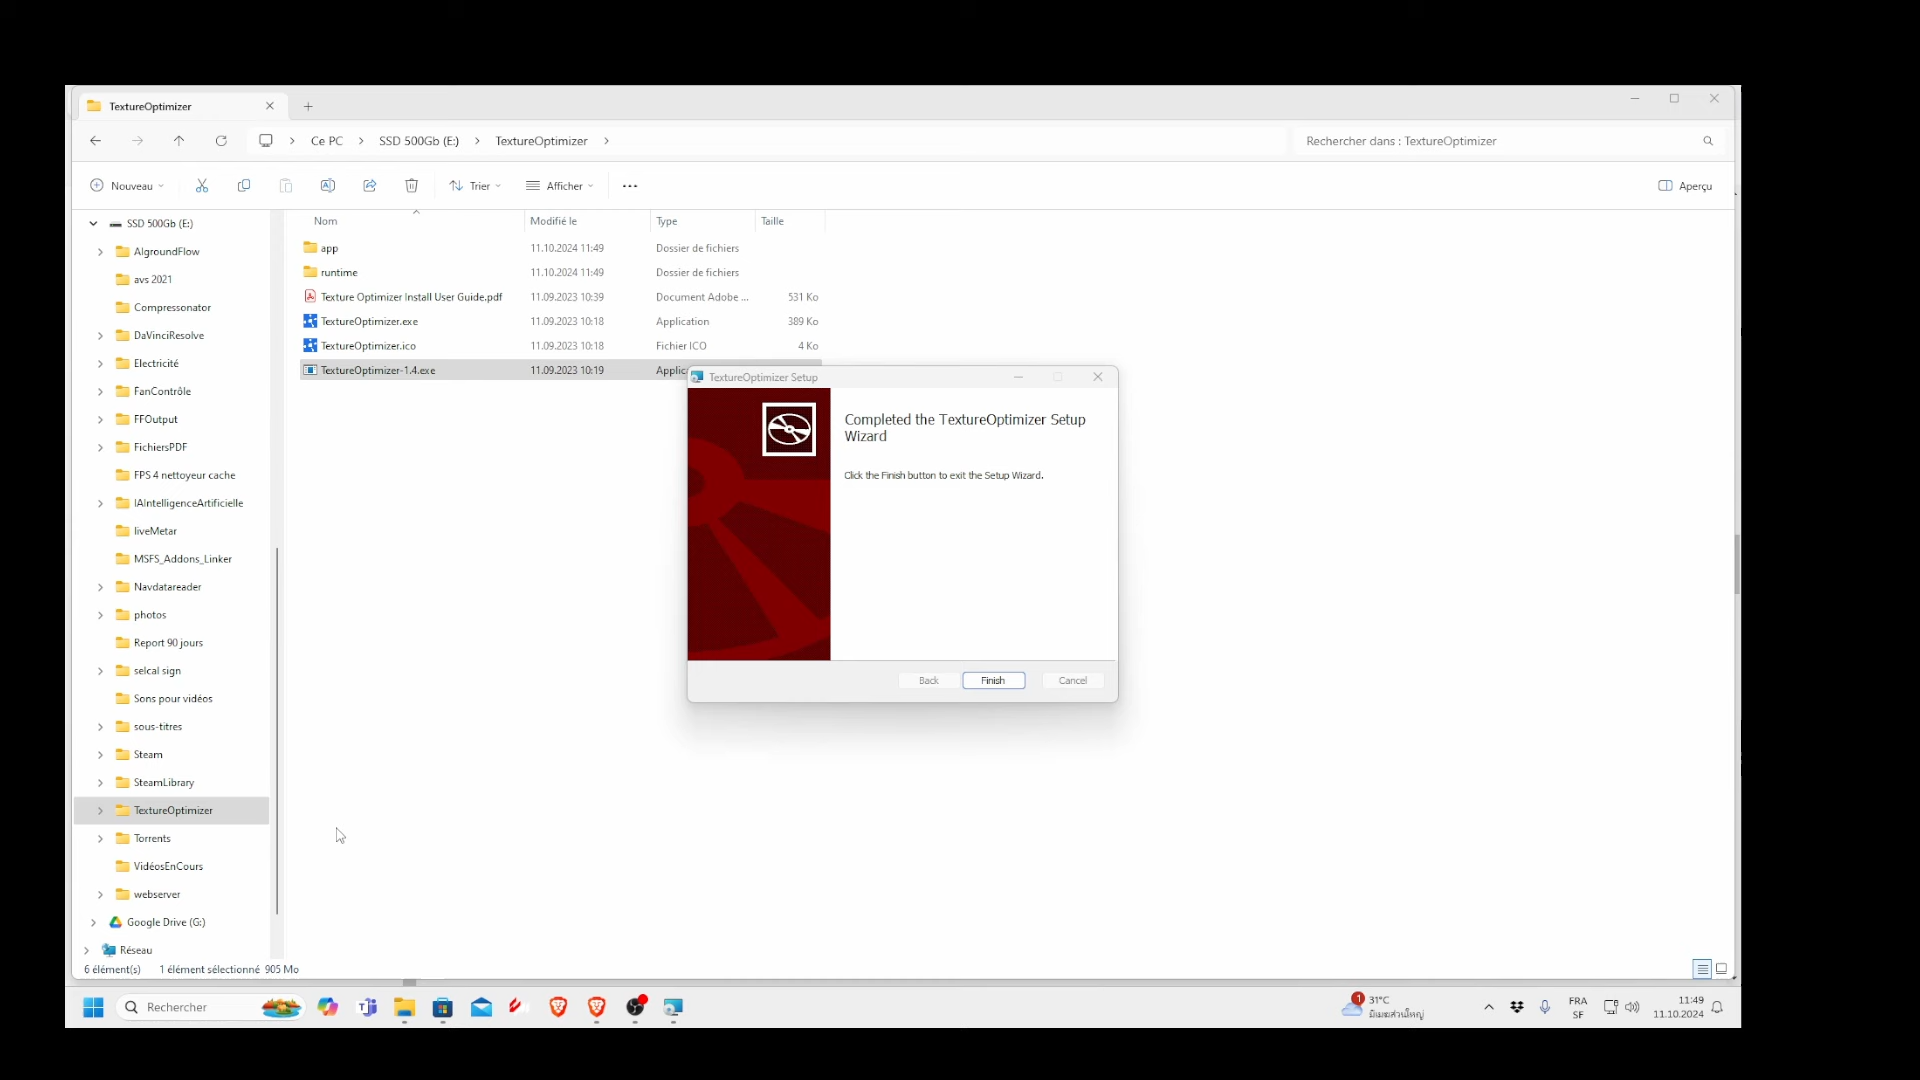 TextureOptimizer
Ce PC
SSD 500Gb (E:)
TextureOptimizer
Rechercher dans : TextureOptimizer
Nouveau
Trier
Afficher
Aperçu
SSD 500Gb (E:)
AlgroundFlow
avs 2021
Compressonator
DaVinciResolve
Electricité
FanContrôle
FFOutput
FichiersPDF
FPS 4 nettoyeur cache
IAIntelligenceArtificielle
liveMetar
MSFS_Addons_Linker
Navdatareader
photos
Report 90 jours
selcal sign
Sons pour vidéos
sous-titres
Steam
SteamLibrary
TextureOptimizer
Torrents
VidéosEnCours
webserver
Google Drive (G:)
Réseau
Nom Modifié le Type Taille
app 11.10.2024 11:49 Dossier de fichiers
runtime 11.10.2024 11:49 Dossier de fichiers
Texture Optimizer Install User Guide.pdf 11.09.2023 10:39 Document Adobe ... 531 Ko
TextureOptimizer.exe 11.09.2023 10:18 Application 389 Ko
TextureOptimizer.ico 11.09.2023 10:18 Fichier ICO 4 Ko
TextureOptimizer-1.4.exe 11.09.2023 10:19 Applic
TextureOptimizer Setup
Completed the TextureOptimizer Setup
Wizard
Click the Finish button to exit the Setup Wizard.
Back Finish Cancel
6 élément(s) 1 élément sélectionné 905 Mo
Rechercher
1
31°C
FRA
SF
11:49
11.10.2024